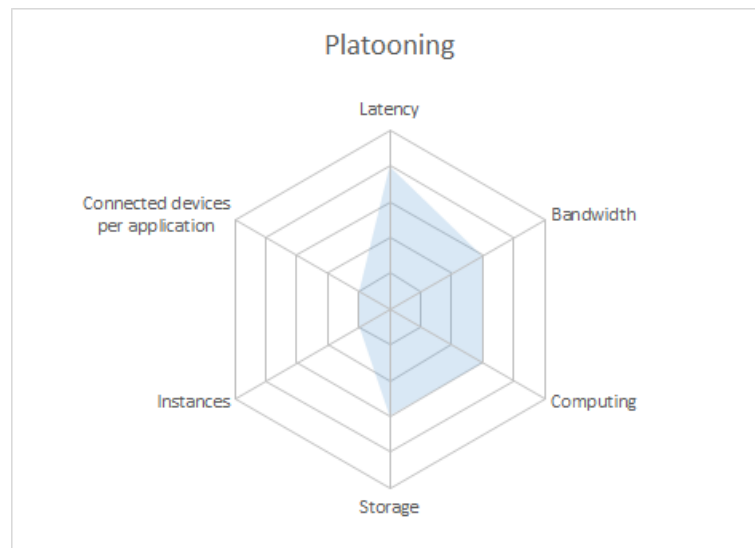 Platooning
Latency
Connected devices
per application
Bandwidth
Instances
Computing
Storage